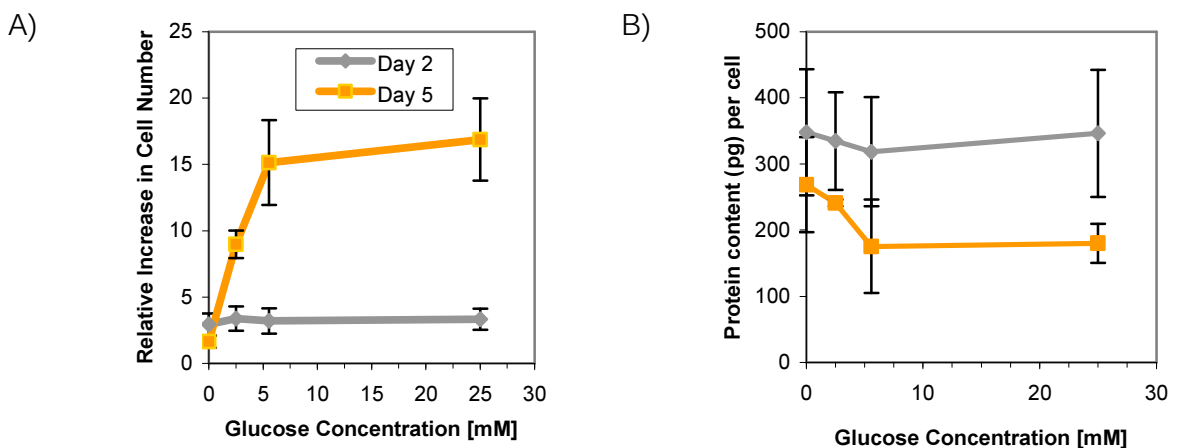 A)
Relative Increase in Cell Number
25
20
15
10
5
0
Day 2
Day 5
0 5 10 15 20 25 30
Glucose Concentration [mM]
B)
Protein content (pg) per cell
500
400
300
200
100
0
0 10 20 30
Glucose Concentration [mM]